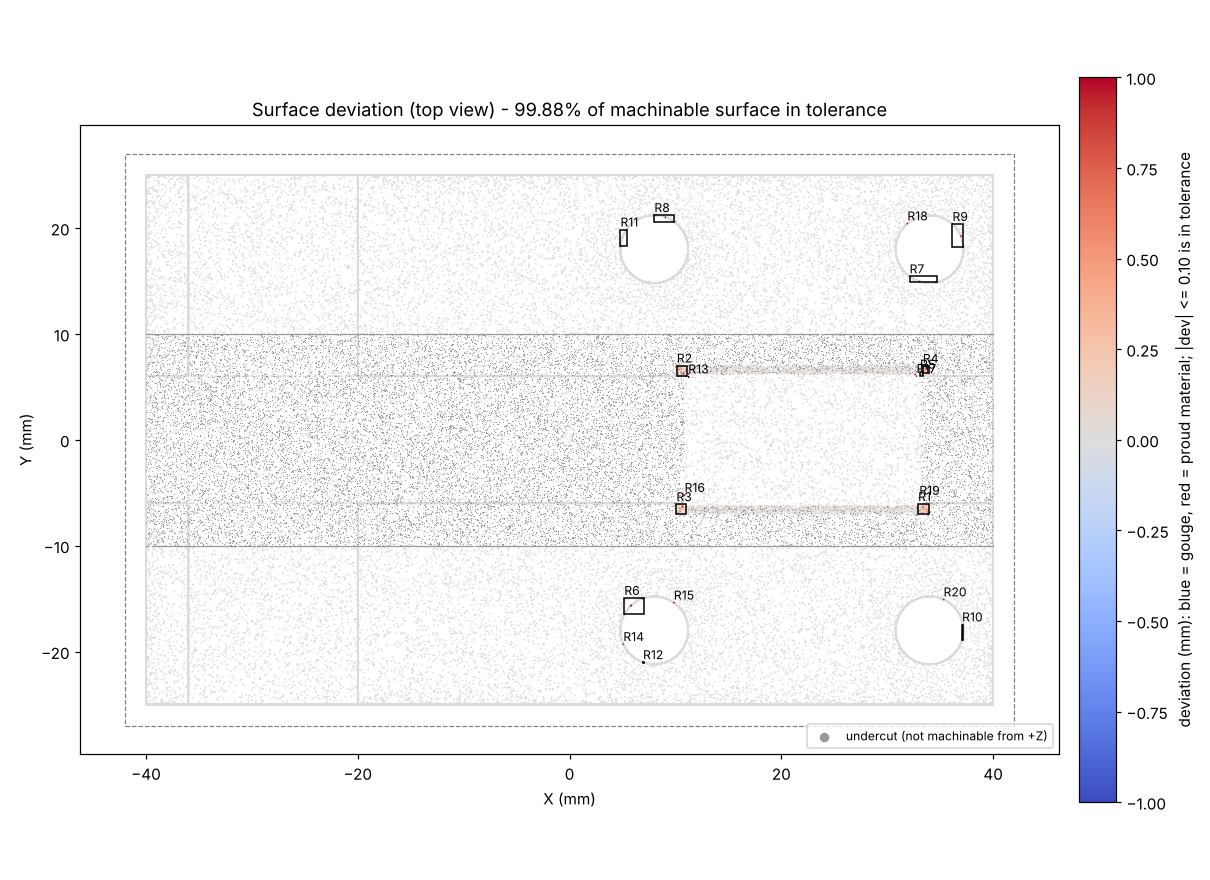 Surface deviation (top view) - 99.88% of machinable surface in tolerance
1.00
0.75
0.50
0.25
0.00
−0.25
−0.50
−0.75
−1.00
deviation (mm): blue = gouge, red = proud material; |dev| <= 0.10 is in tolerance
20
10
0
−10
−20
Y (mm)
R8
R11
R18
R9
R7
R2
R13
R4
R16
R3
R19
R1
R6
R15
R14
R12
R20
R10
undercut (not machinable from +Z)
−40
−20
0
20
40
X (mm)